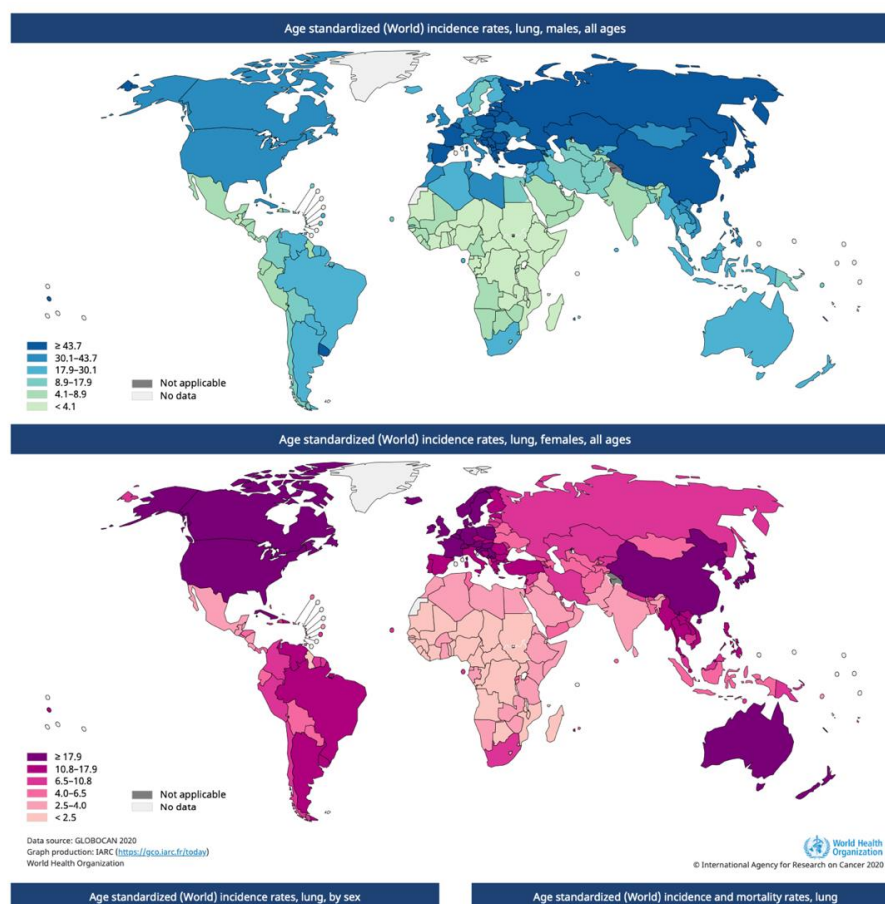 Age standardized (World) incidence rates, lung, males, all ages
≥ 43.7
30.1–43.7
17.9–30.1
8.9–17.9
4.1–8.9
< 4.1
Not applicable
No data
Age standardized (World) incidence rates, lung, females, all ages
≥ 17.9
10.8–17.9
6.5–10.8
4.0–6.5
2.5–4.0
< 2.5
Not applicable
No data
Data source: GLOBOCAN 2020
Graph production: IARC (https://gco.iarc.fr/today)
World Health Organization
World Health
Organization
© International Agency for Research on Cancer 2020
Age standardized (World) incidence rates, lung, by sex
Age standardized (World) incidence and mortality rates, lung